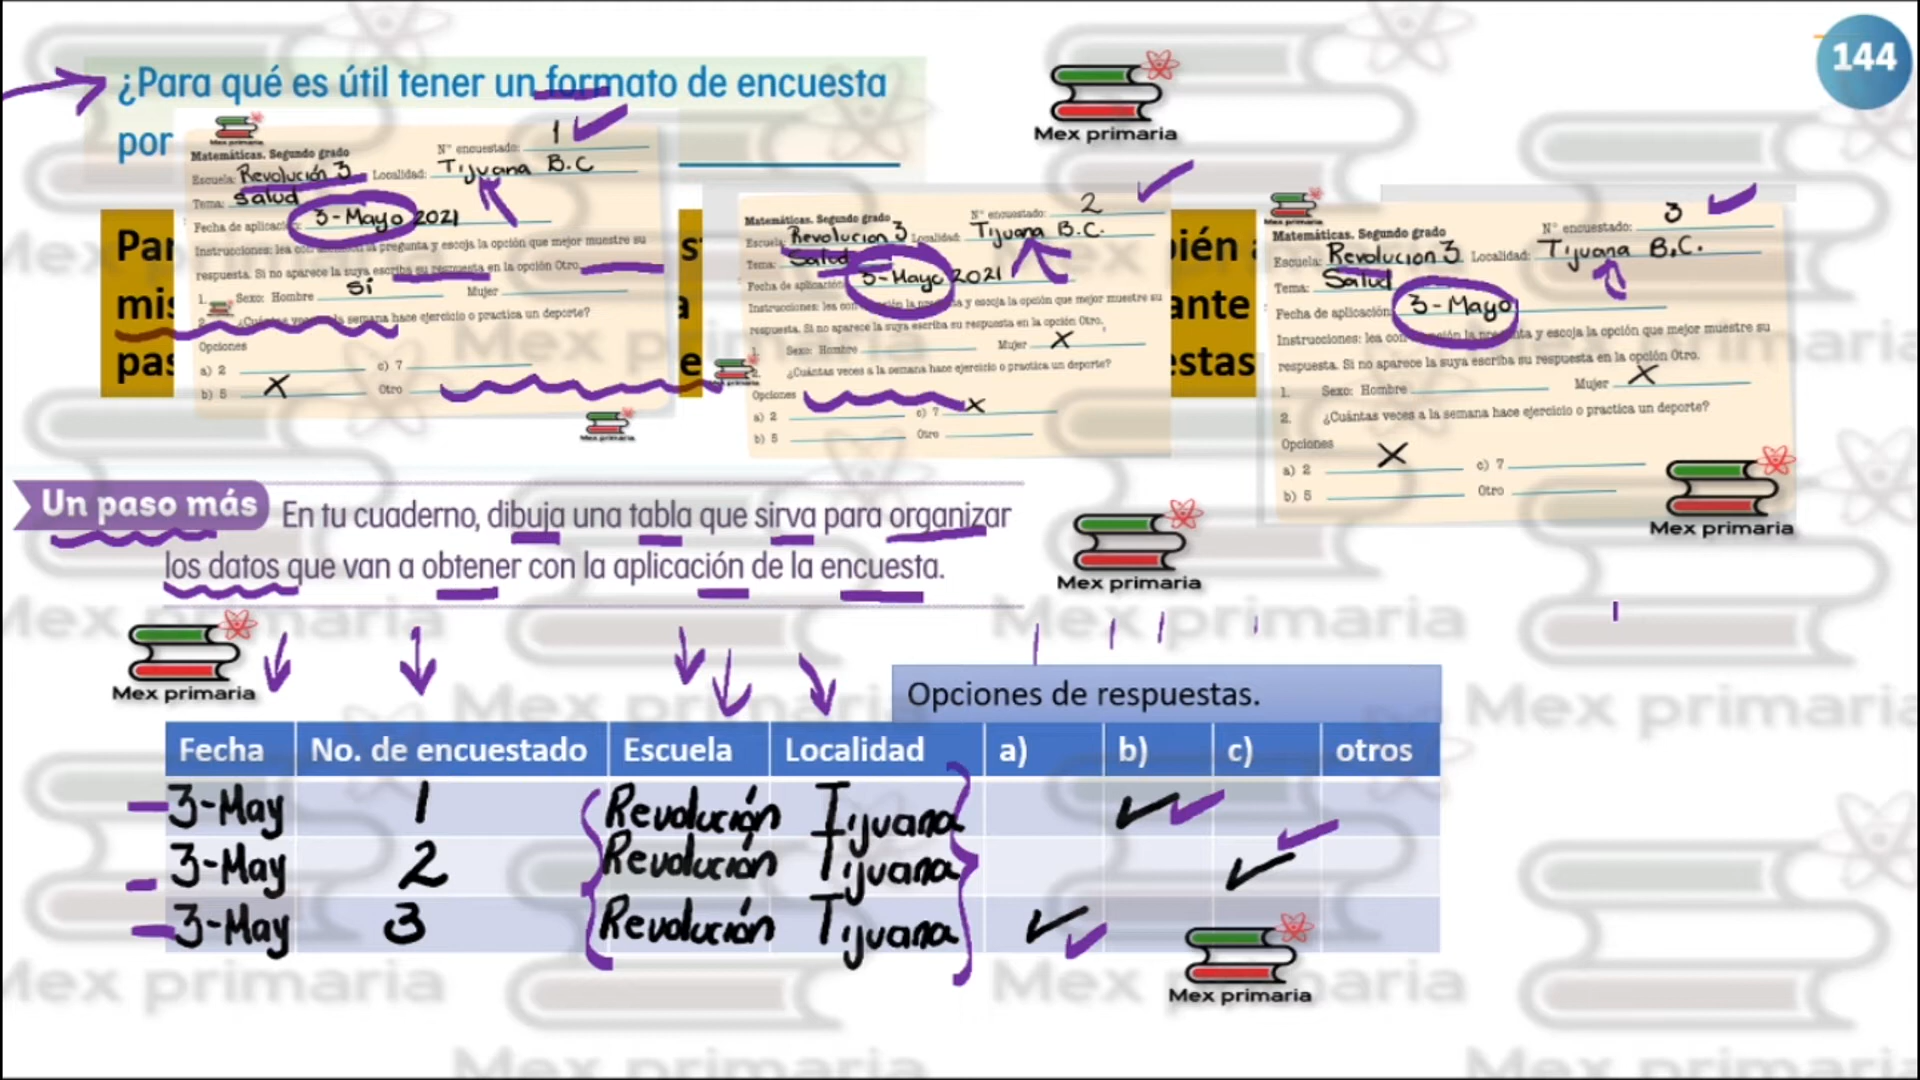 144
¿Para qué es útil tener un formato de encuesta
por
Mex primaria
Mex primaria
1
Matemáticas. Segundo grado
N° encuestado:
Escuela: Revolución 3 Localidad: Tijuana B.C
Tema: Salud
Fecha de aplicación 3-Mayo 2021
Instrucciones: lea con la pregunta y escoja la opción que mejor muestre su
respuesta. Si no aparece la suya escriba su respuesta en la opción Otro.
1. Sexo: Hombre Si Mujer
2. ¿Cuántas veces a la semana hace ejercicio o practica un deporte?
Opciones
a) 2 c) 7
b) 5 X Otro
Mex primaria
2
Matemáticas. Segundo grado N° encuestado:
Escuela: Revolucion 3 Localidad: Tijuana B.C.
Tema: Salud
Fecha de aplicación 3-Mayo 2021
Instrucciones: lea con la pregunta y escoja la opción que mejor muestre su
respuesta. Si no aparece la suya escriba su respuesta en la opción Otro.
1. Sexo: Hombre Mujer X
Mex primaria
2. ¿Cuántas veces a la semana hace ejercicio o practica un deporte?
Opciones
a) 2 c) 7 X
b) 5 Otro
Mex primaria
3
Matemáticas. Segundo grado N° encuestado:
Escuela: Revolucion 3 Localidad: Tijuana B.C.
Tema: Salud
Fecha de aplicación 3-Mayo
Instrucciones: lea con la pregunta y escoja la opción que mejor muestre su
respuesta. Si no aparece la suya escriba su respuesta en la opción Otro.
1. Sexo: Hombre Mujer X
2. ¿Cuántas veces a la semana hace ejercicio o practica un deporte?
Opciones
a) 2 X c) 7
b) 5 Otro
Mex primaria
Un paso más En tu cuaderno, dibuja una tabla que sirva para organizar
los datos que van a obtener con la aplicación de la encuesta.
Mex primaria
Mex primaria
Opciones de respuestas.
Fecha No. de encuestado Escuela Localidad a) b) c) otros
3-May 1 Revolución Tijuana ✓
3-May 2 Revolución Tijuana ✓
3-May 3 Revolución Tijuana ✓
Mex primaria